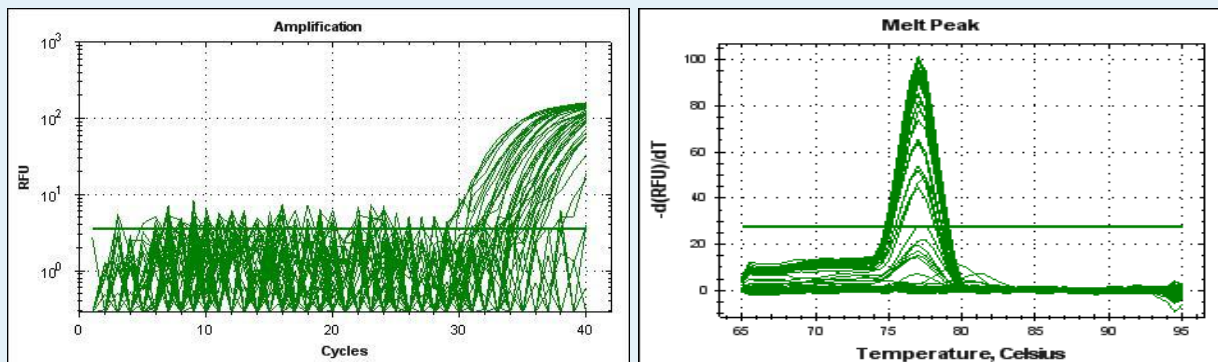 Amplification
10³
10²
10¹
10⁰
RFU
0 10 20 30 40
Cycles
Melt Peak
100
80
60
40
20
0
-d(RFU)/dT
65 70 75 80 85 90 95
Temperature, Celsius